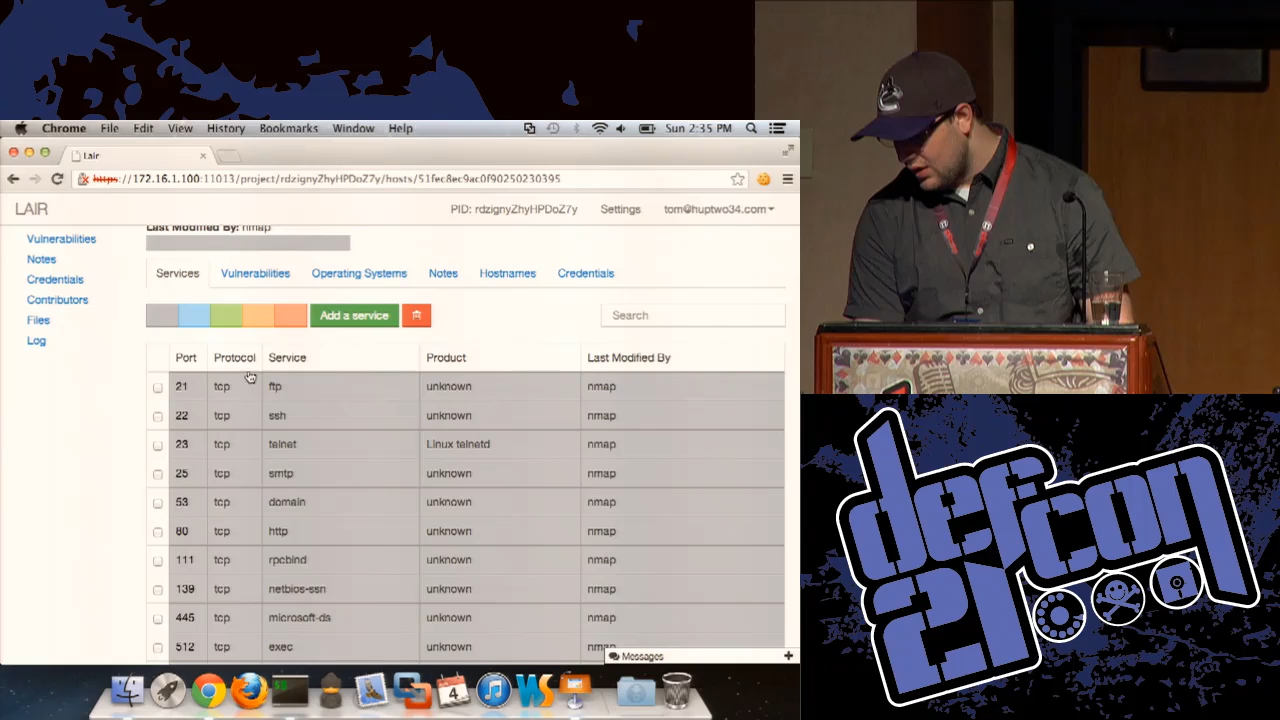 Chrome File Edit View History Bookmarks Window Help Sun 2:35 PM
Lair
https://172.16.1.100:11013/project/rdzignyZhyHPDoZ7y/hosts/51fec8ec9ac0f90250230395
LAIR PID: rdzignyZhyHPDoZ7y Settings tom@huptwo34.com
Last Modified By: nmap
Vulnerabilities
Notes
Credentials
Contributors
Files
Log
Services Vulnerabilities Operating Systems Notes Hostnames Credentials
Add a service Search
Port Protocol Service Product Last Modified By
21 tcp ftp unknown nmap
22 tcp ssh unknown nmap
23 tcp telnet Linux telnetd nmap
25 tcp smtp unknown nmap
53 tcp domain unknown nmap
80 tcp http unknown nmap
111 tcp rpcbind unknown nmap
139 tcp netbios-ssn unknown nmap
445 tcp microsoft-ds unknown nmap
512 tcp exec unknown nmap
Messages
4
defcon
21